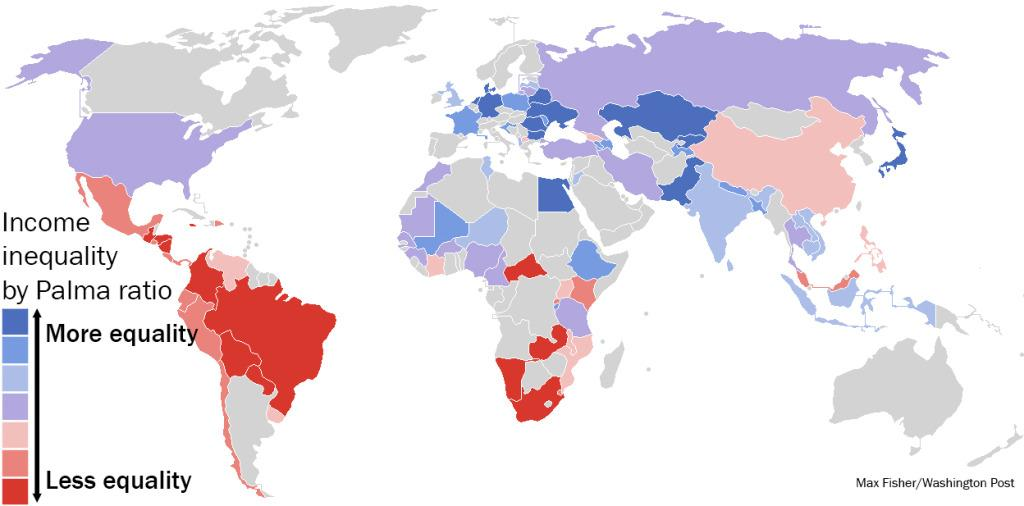 Income
inequality
by Palma ratio
More equality
Less equality
Max Fisher/Washington Post